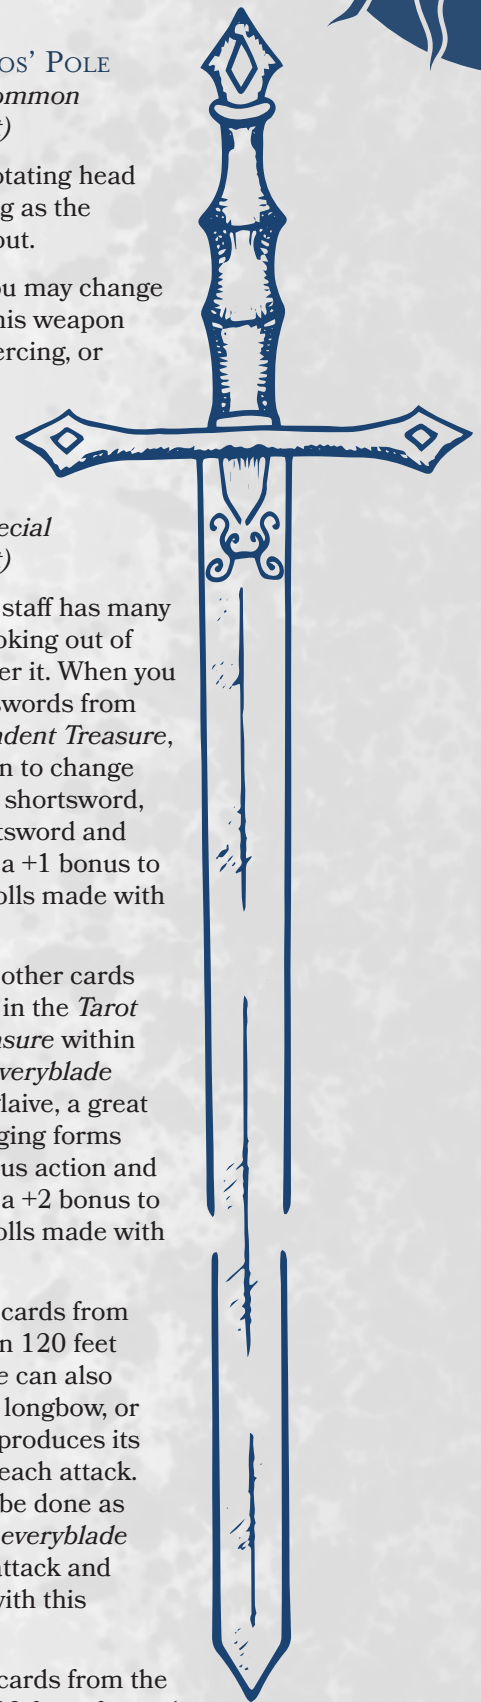 os’ Pole
ommon
t)
otating head
g as the
out.
ou may change
his weapon
ercing, or
ecial
t)
staff has many
oking out of
er it. When you
swords from
ndent Treasure,
n to change
shortsword,
tsword and
a +1 bonus to
olls made with
other cards
in the Tarot
asure within
veryblade
laive, a great
ging forms
us action and
a +2 bonus to
olls made with
cards from
n 120 feet
e can also
longbow, or
produces its
each attack.
be done as
everyblade
attack and
with this
cards from the